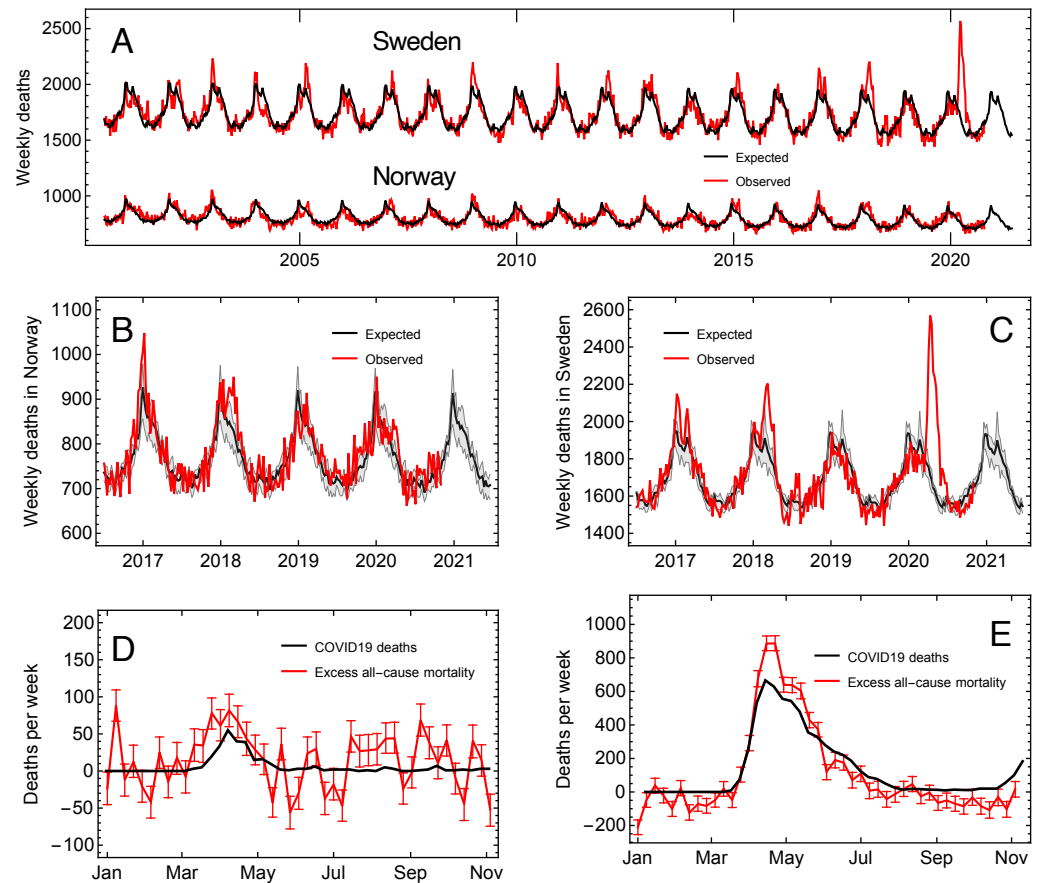 A
Sweden
Norway
Weekly deaths
2500
2000
1500
1000
Expected
Observed
2005
2010
2015
2020
B
Weekly deaths in Norway
1100
1000
900
800
700
600
Expected
Observed
2017
2018
2019
2020
2021
C
Weekly deaths in Sweden
2600
2400
2200
2000
1800
1600
1400
Expected
Observed
2017
2018
2019
2020
2021
D
Deaths per week
200
150
100
50
0
-50
-100
COVID19 deaths
Excess all-cause mortality
Jan
Mar
May
Jul
Sep
Nov
E
Deaths per week
1000
800
600
400
200
0
-200
COVID19 deaths
Excess all-cause mortality
Jan
Mar
May
Jul
Sep
Nov